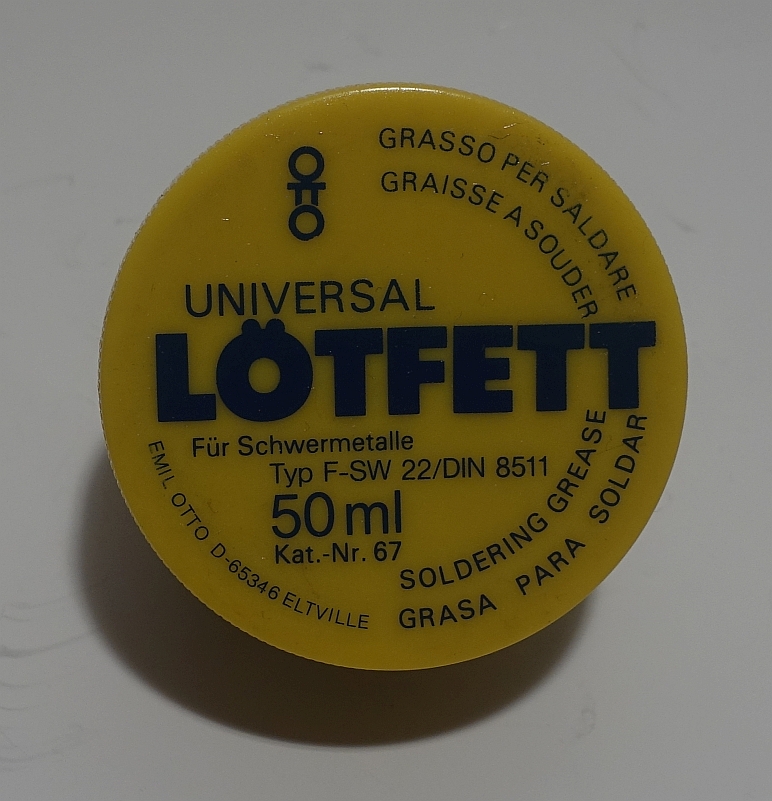 OTTO
GRASSO PER SALDARE
GRAISSE A SOUDER
UNIVERSAL
LÖTFETT
Für Schwermetalle
Typ F-SW 22/DIN 8511
50 ml
Kat.-Nr. 67
EMIL OTTO D-65346 ELTVILLE
SOLDERING GREASE
GRASA PARA SOLDAR